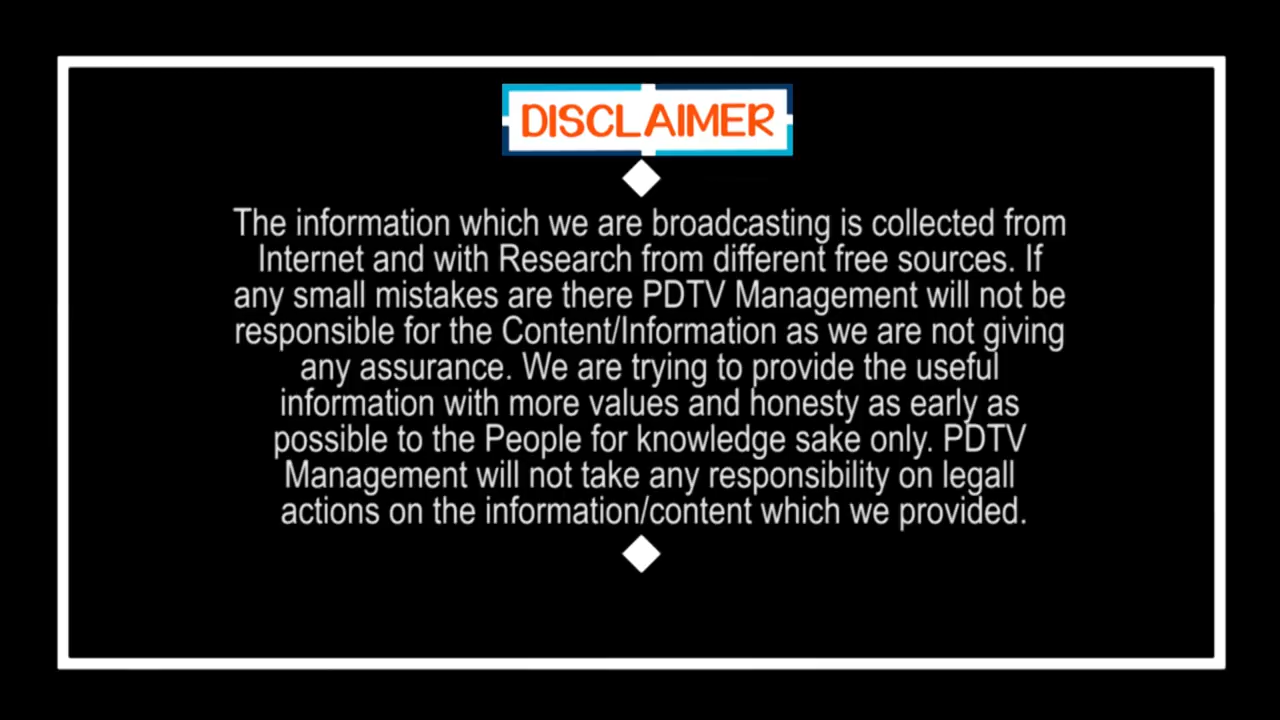 DISCLAIMER
The information which we are broadcasting is collected from
Internet and with Research from different free sources. If
any small mistakes are there PDTV Management will not be
responsible for the Content/Information as we are not giving
any assurance. We are trying to provide the useful
information with more values and honesty as early as
possible to the People for knowledge sake only. PDTV
Management will not take any responsibility on legall
actions on the information/content which we provided.